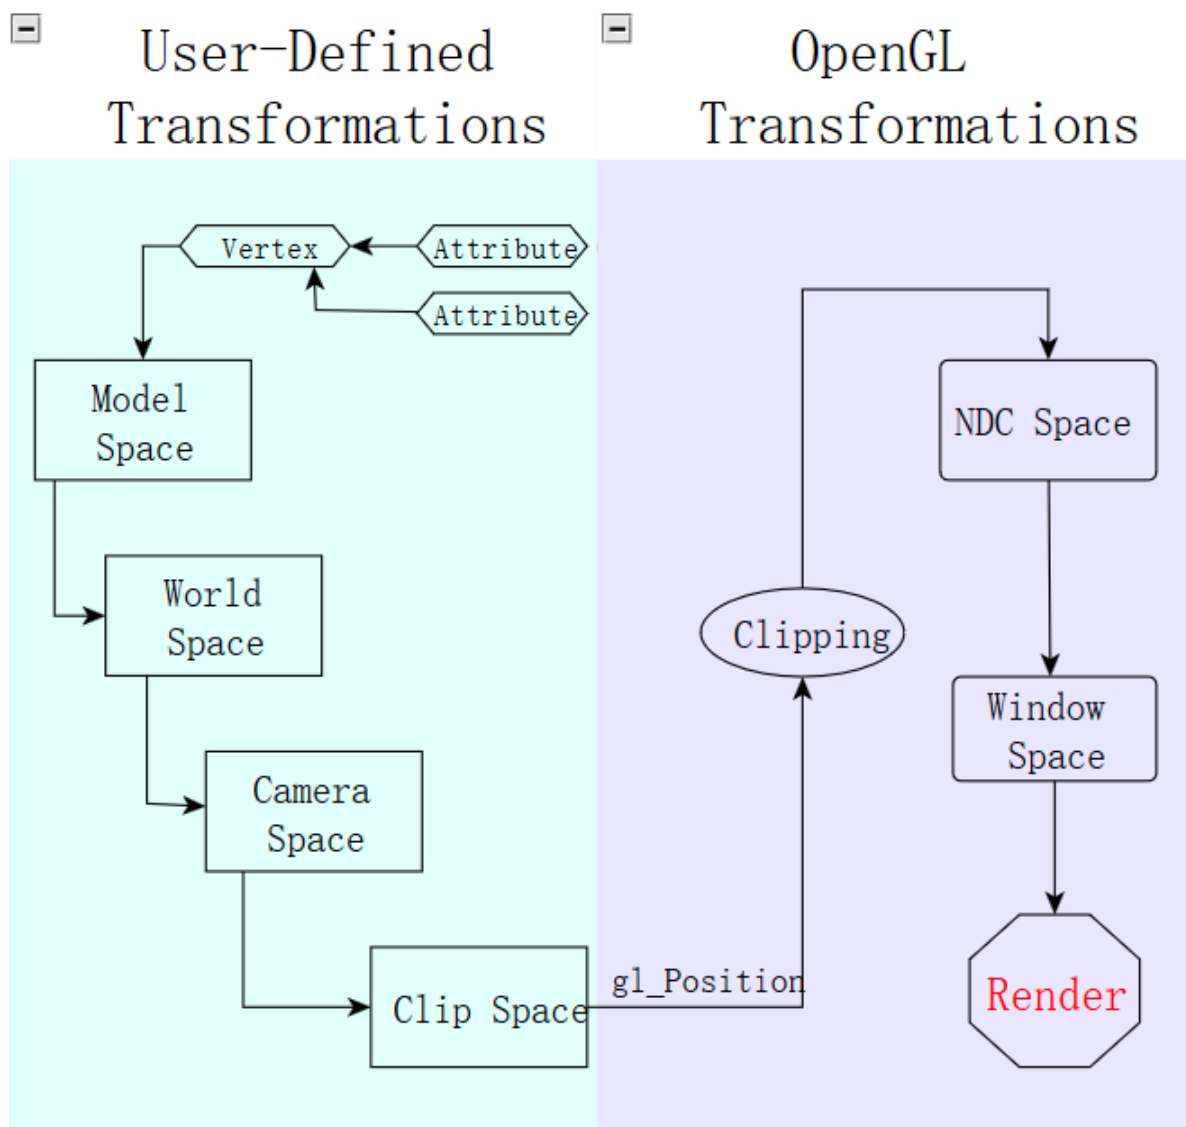 User-Defined
Transformations
OpenGL
Transformations
Vertex
Attribute
Attribute
Model
Space
World
Space
Camera
Space
Clip Space
gl_Position
Clipping
NDC Space
Window
Space
Render